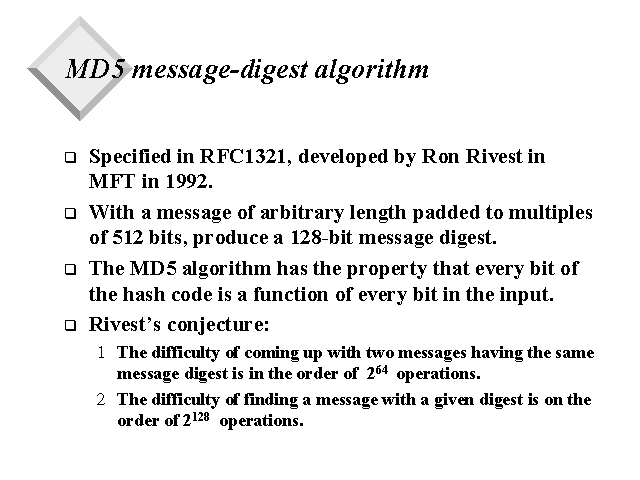 MD5 message-digest algorithm
❑ Specified in RFC1321, developed by Ron Rivest in
MFT in 1992.
❑ With a message of arbitrary length padded to multiples
of 512 bits, produce a 128-bit message digest.
❑ The MD5 algorithm has the property that every bit of
the hash code is a function of every bit in the input.
❑ Rivest's conjecture:
1 The difficulty of coming up with two messages having the same
message digest is in the order of 2⁶⁴ operations.
2 The difficulty of finding a message with a given digest is on the
order of 2¹²⁸ operations.